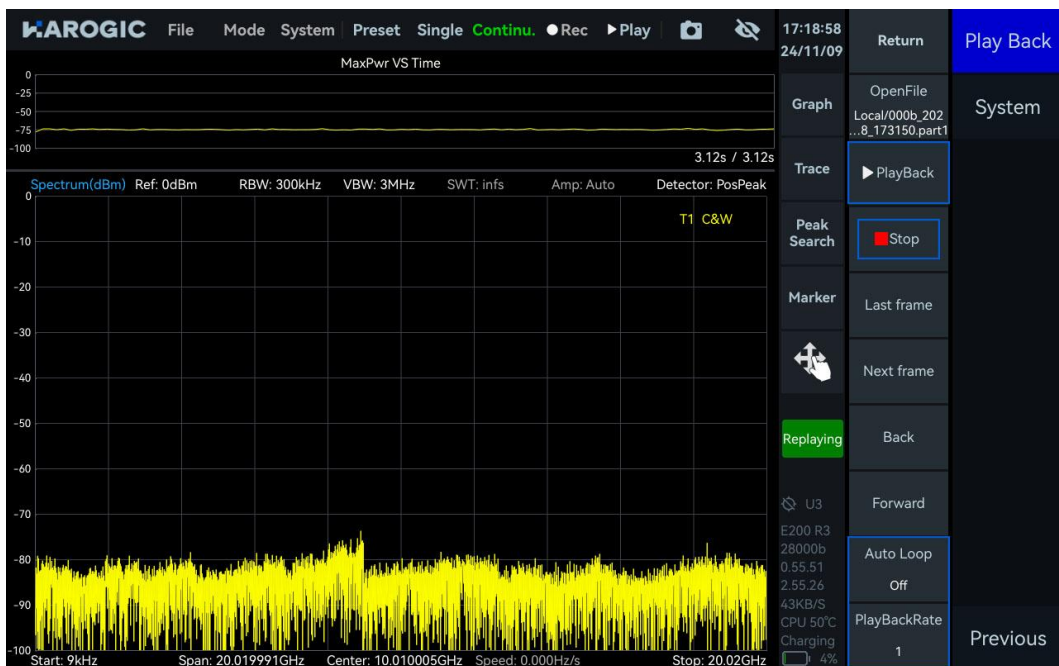 HAROGIC File Mode System Preset Single Continu. Rec Play
17:18:58
24/11/09
Return
Play Back
MaxPwr VS Time
0
-25
-50
-75
-100
3.12s / 3.12s
Graph
OpenFile
Local/000b_202
...8_173150.part1
System
Trace
PlayBack
Spectrum(dBm) Ref: 0dBm RBW: 300kHz VBW: 3MHz SWT: infs Amp: Auto Detector: PosPeak
T1 C&W
0
-10
-20
-30
-40
-50
-60
-70
-80
-90
-100
Peak
Search
Stop
Marker
Last frame
Next frame
Replaying
Back
U3
Forward
E200 R3
28000b
0.55.51
2.55.26
43KB/S
CPU 50°C
Charging
4%
Auto Loop
Off
PlayBackRate
1
Previous
Start: 9kHz Span: 20.019991GHz Center: 10.010005GHz Speed: 0.000Hz/s Stop: 20.02GHz